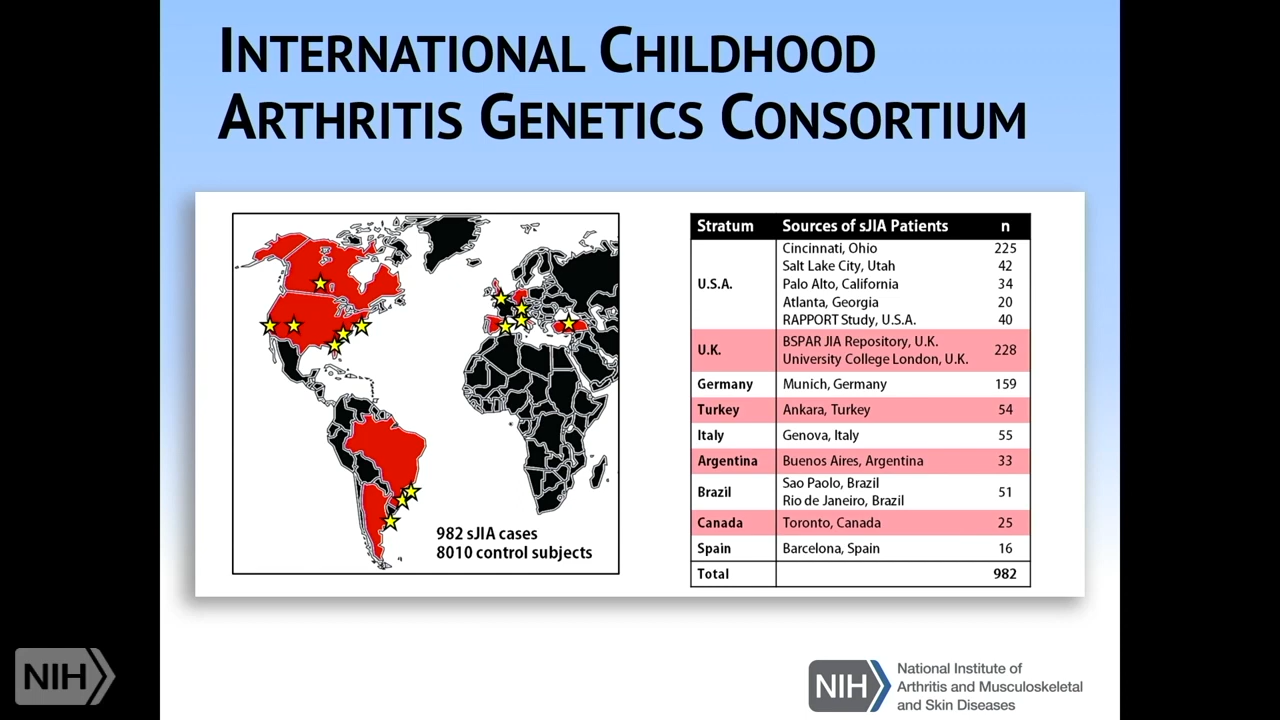 INTERNATIONAL CHILDHOOD
ARTHRITIS GENETICS CONSORTIUM
982 sJIA cases
8010 control subjects
Stratum Sources of sJIA Patients n
U.S.A.
Cincinnati, Ohio 225
Salt Lake City, Utah 42
Palo Alto, California 34
Atlanta, Georgia 20
RAPPORT Study, U.S.A. 40
U.K.
BSPAR JIA Repository, U.K.
University College London, U.K.
228
Germany Munich, Germany 159
Turkey Ankara, Turkey 54
Italy Genova, Italy 55
Argentina Buenos Aires, Argentina 33
Brazil
Sao Paolo, Brazil
Rio de Janeiro, Brazil
51
Canada Toronto, Canada 25
Spain Barcelona, Spain 16
Total 982
NIH
NIH
National Institute of
Arthritis and Musculoskeletal
and Skin Diseases